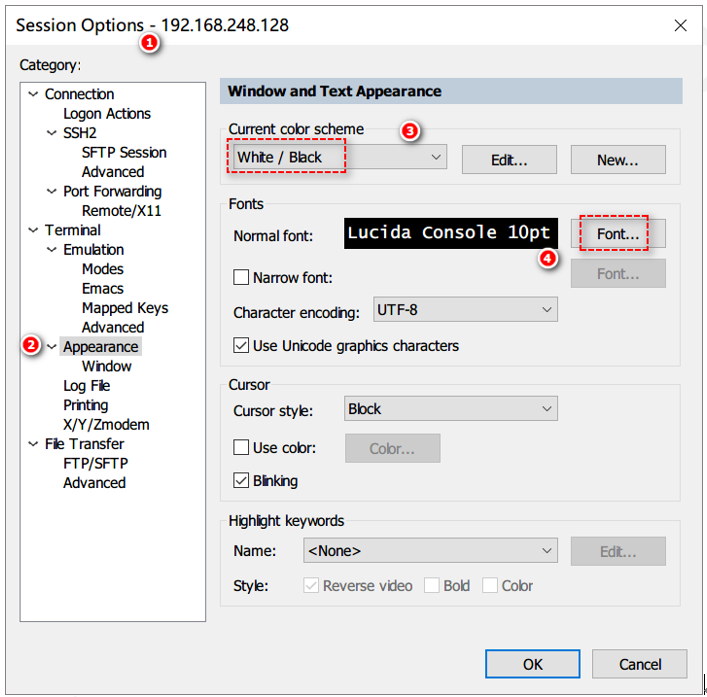 Session Options - 192.168.248.128
1
Category:
Connection
Logon Actions
SSH2
SFTP Session
Advanced
Port Forwarding
Remote/X11
Terminal
Emulation
Modes
Emacs
Mapped Keys
Advanced
2 Appearance
Window
Log File
Printing
X/Y/Zmodem
File Transfer
FTP/SFTP
Advanced
Window and Text Appearance
Current color scheme
3
White / Black
Edit...
New...
Fonts
Normal font: Lucida Console 10pt Font...
4
Narrow font: Font...
Character encoding: UTF-8
Use Unicode graphics characters
Cursor
Cursor style: Block
Use color: Color...
Blinking
Highlight keywords
Name: <None> Edit...
Style: Reverse video Bold Color
OK Cancel